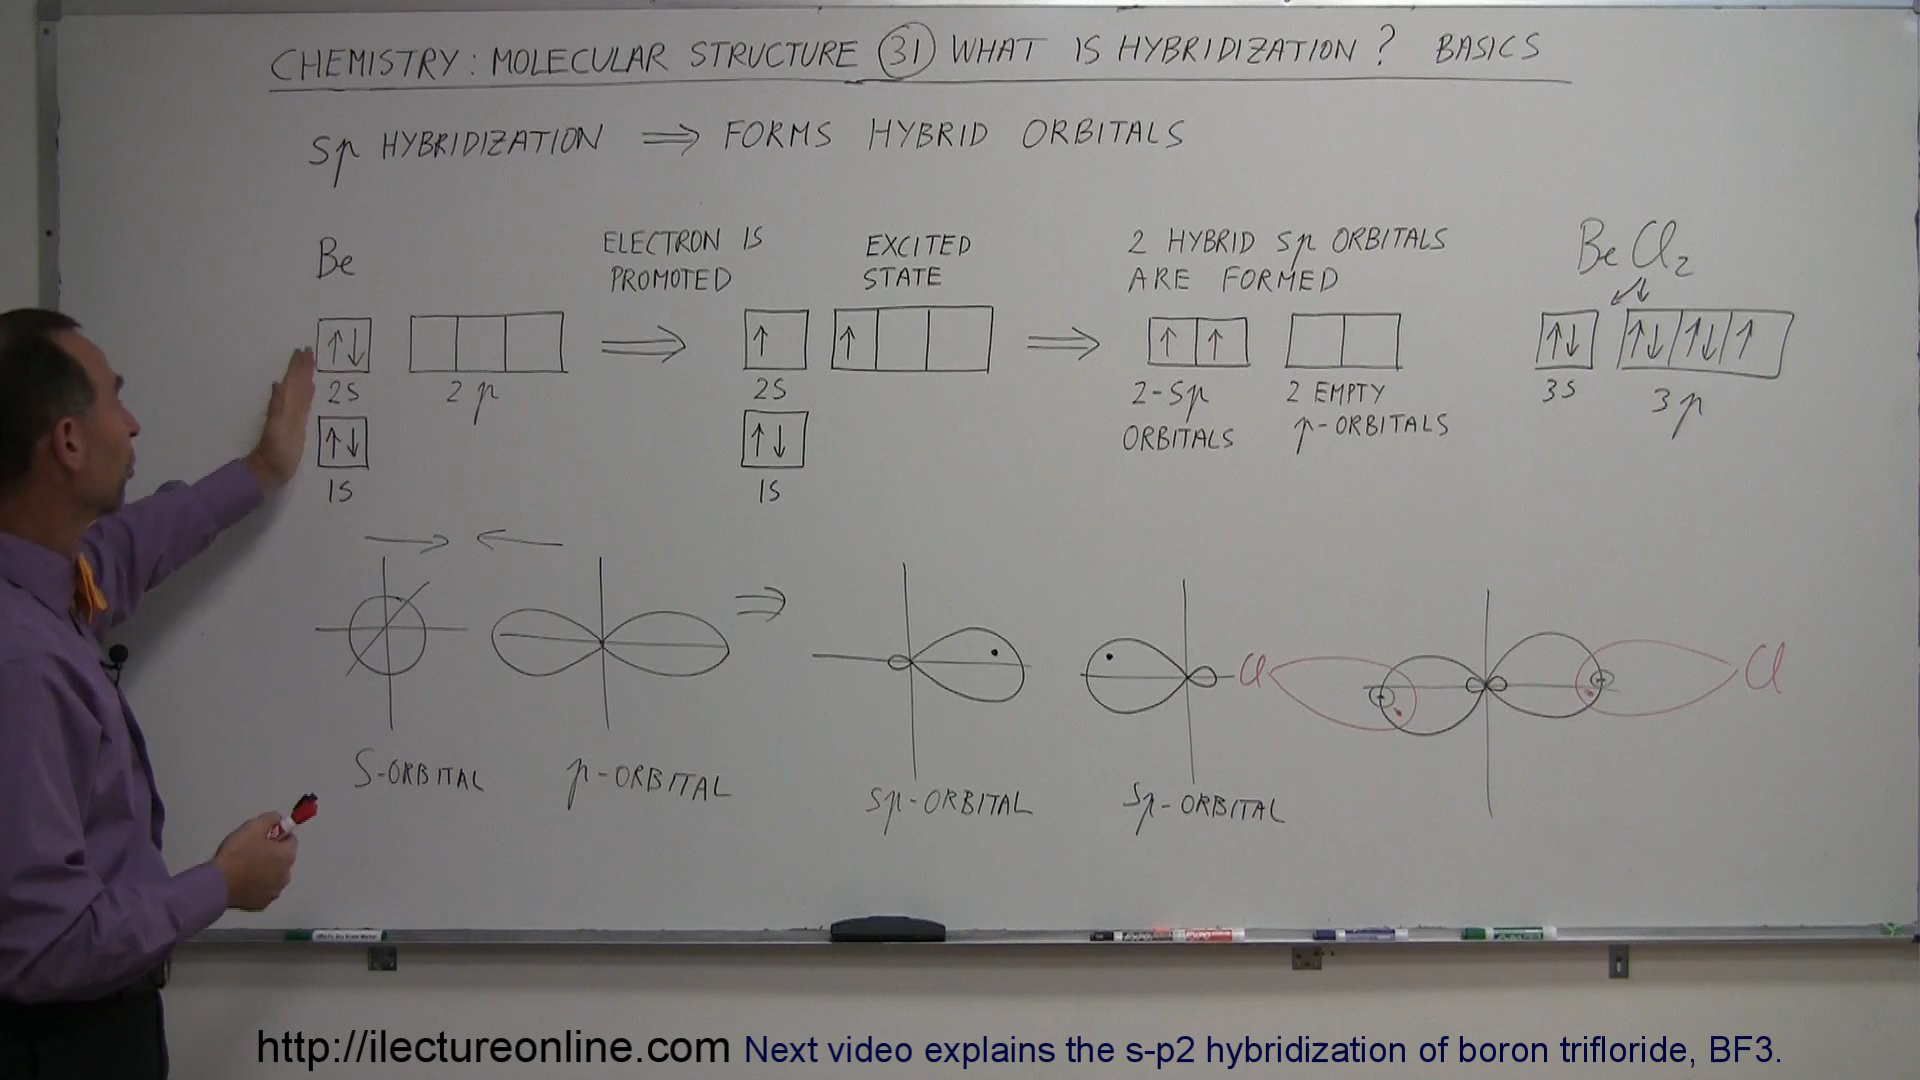 CHEMISTRY: MOLECULAR STRUCTURE 31 WHAT IS HYBRIDIZATION? BASICS
sp HYBRIDIZATION ⇒ FORMS HYBRID ORBITALS
Be
ELECTRON IS
PROMOTED
EXCITED
STATE
2 HYBRID sp ORBITALS
ARE FORMED
BeCl2
↑↓
⇒
↑
↑
⇒
↑ ↑
↑↓ ↑↓ ↑↓ ↑
2S
2p
2S
2-sp
ORBITALS
2 EMPTY
p-ORBITALS
3S
3p
↑↓
↑↓
1S
1S
→ ←
⇒
Cl
Cl
S-ORBITAL
p-ORBITAL
sp-ORBITAL
sp-ORBITAL
http://ilectureonline.com Next video explains the s-p2 hybridization of boron trifloride, BF3.